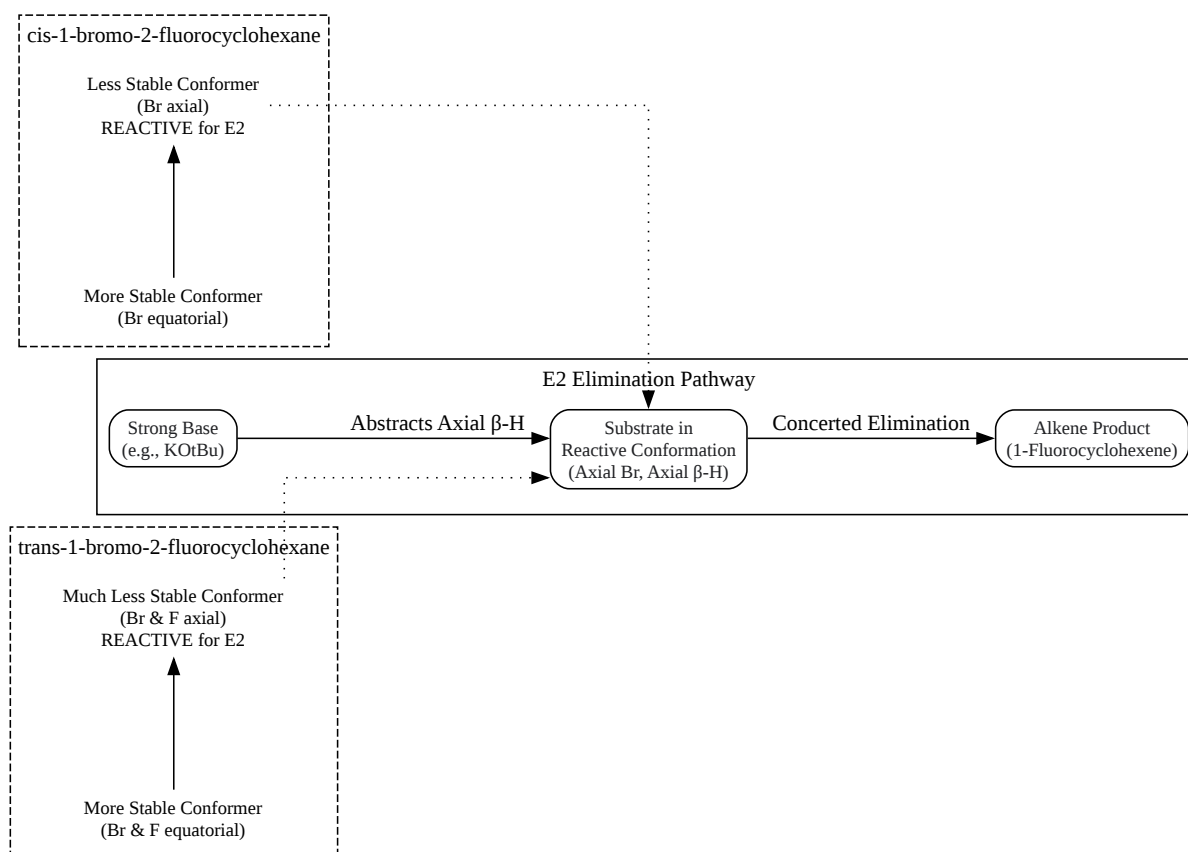 cis-1-bromo-2-fluorocyclohexane
Less Stable Conformer
(Br axial)
REACTIVE for E2
More Stable Conformer
(Br equatorial)
E2 Elimination Pathway
Strong Base
(e.g., KOtBu)
Abstracts Axial β-H
Substrate in
Reactive Conformation
(Axial Br, Axial β-H)
Concerted Elimination
Alkene Product
(1-Fluorocyclohexene)
trans-1-bromo-2-fluorocyclohexane
Much Less Stable Conformer
(Br & F axial)
REACTIVE for E2
More Stable Conformer
(Br & F equatorial)